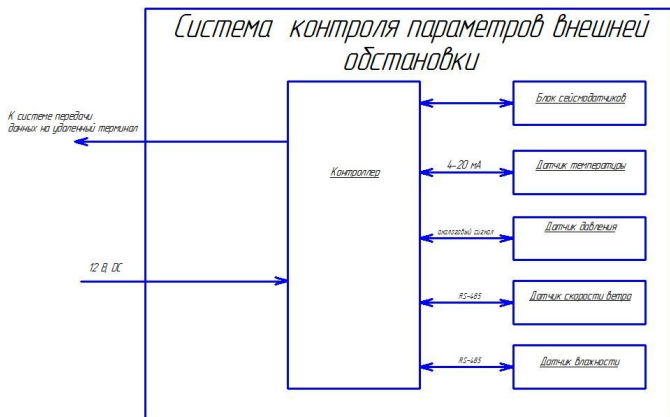 Система контроля параметров внешней
обстановки
К системе передачи
данных на удаленный терминал
Контроллер
12 В, DC
Блок сейсмодатчиков
4-20 мА
Датчик температуры
аналоговый сигнал
Датчик давления
RS-485
Датчик скорости ветра
RS-485
Датчик влажности